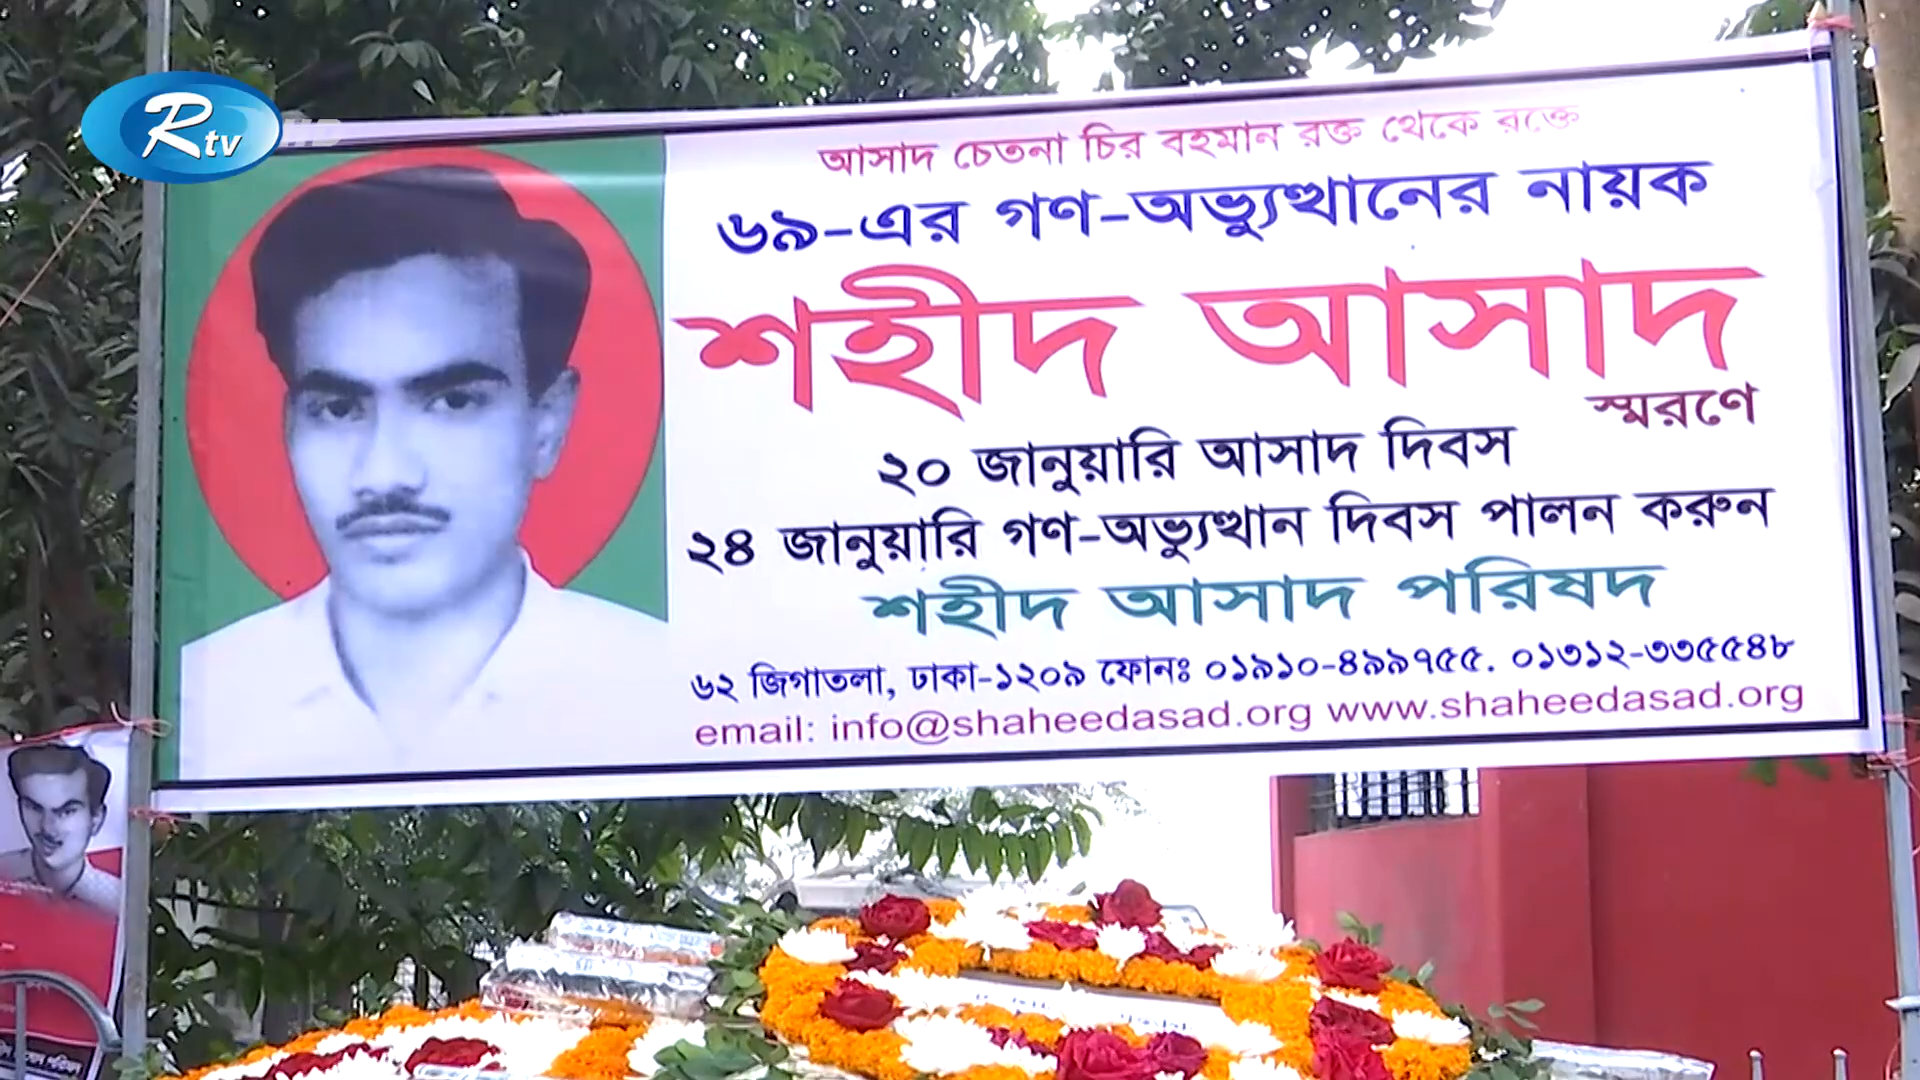 Rtv
আসাদ চেতনা চির বহমান রক্ত থেকে রক্তে
৬৯-এর গণ-অভ্যুত্থানের নায়ক
শহীদ আসাদ
স্মরণে
২০ জানুয়ারি আসাদ দিবস
২৪ জানুয়ারি গণ-অভ্যুত্থান দিবস পালন করুন
শহীদ আসাদ পরিষদ
৬২ জিগাতলা, ঢাকা-১২০৯ ফোনঃ ০১৯১০-৪৯৯৭৫৫. ০১৩১২-৩৩৫৫৪৮
email: info@shaheedasad.org www.shaheedasad.org